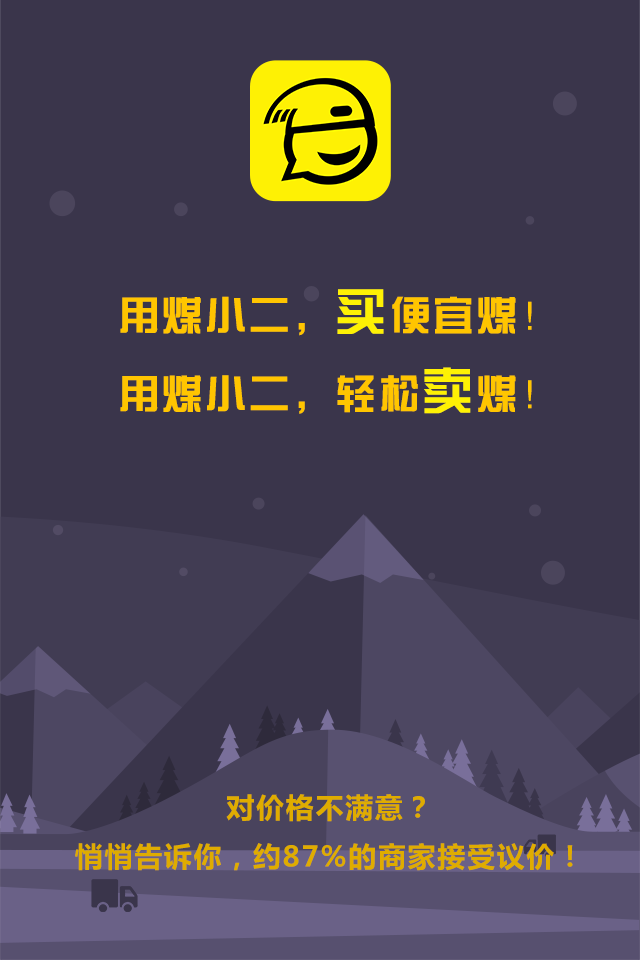 用煤小二，买便宜煤！
用煤小二，轻松卖煤！
对价格不满意？
悄悄告诉你，约87%的商家接受议价！